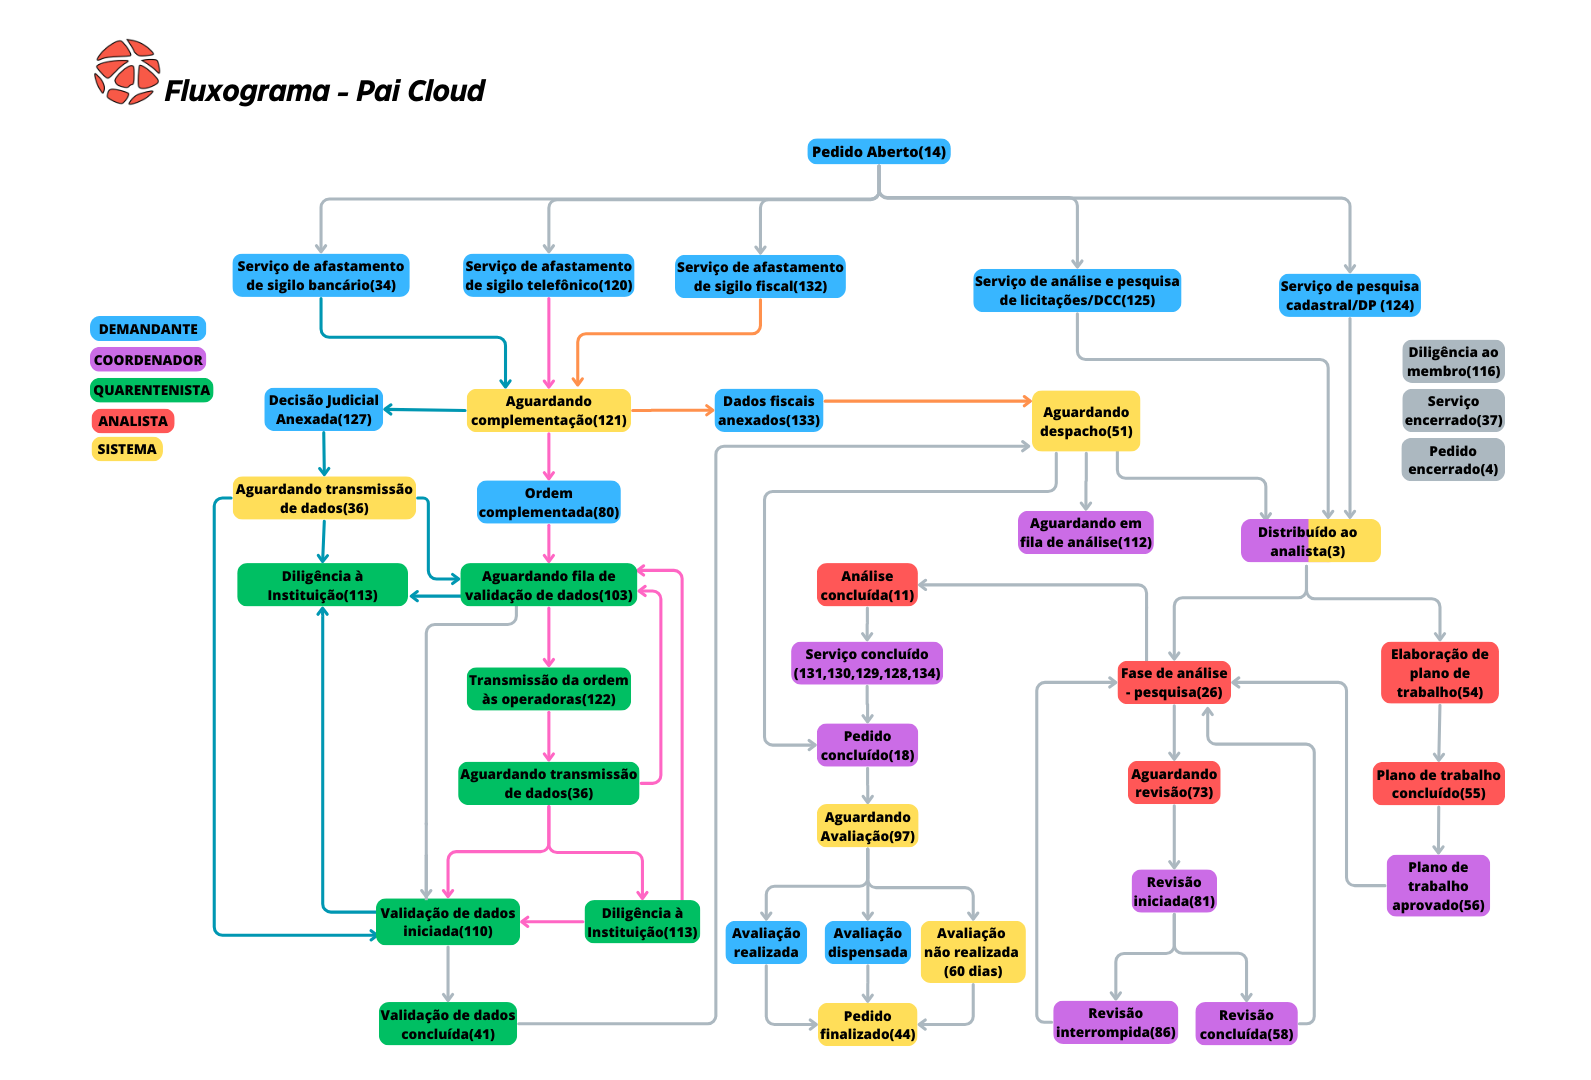 Fluxograma - Pai Cloud
Pedido Aberto(14)
Serviço de afastamento
de sigilo bancário(34)
Serviço de afastamento
de sigilo telefônico(120)
Serviço de afastamento
de sigilo fiscal(132)
Serviço de análise e pesquisa
de licitações/DCC(125)
Serviço de pesquisa
cadastral/DP (124)
DEMANDANTE
COORDENADOR
QUARENTENISTA
ANALISTA
SISTEMA
Diligência ao
membro(116)
Serviço
encerrado(37)
Pedido
encerrado(4)
Decisão Judicial
Anexada(127)
Aguardando
complementação(121)
Dados fiscais
anexados(133)
Aguardando
despacho(51)
Aguardando transmissão
de dados(36)
Ordem
complementada(80)
Aguardando em
fila de análise(112)
Distribuído ao
analista(3)
Diligência à
Instituição(113)
Aguardando fila de
validação de dados(103)
Análise
concluída(11)
Serviço concluído
(131,130,129,128,134)
Fase de análise
- pesquisa(26)
Elaboração de
plano de
trabalho(54)
Transmissão da ordem
às operadoras(122)
Pedido
concluído(18)
Aguardando transmissão
de dados(36)
Aguardando
revisão(73)
Plano de trabalho
concluído(55)
Aguardando
Avaliação(97)
Plano de
trabalho
aprovado(56)
Revisão
iniciada(81)
Validação de dados
iniciada(110)
Diligência à
Instituição(113)
Avaliação
realizada
Avaliação
dispensada
Avaliação
não realizada
(60 dias)
Validação de dados
concluída(41)
Pedido
finalizado(44)
Revisão
interrompida(86)
Revisão
concluída(58)